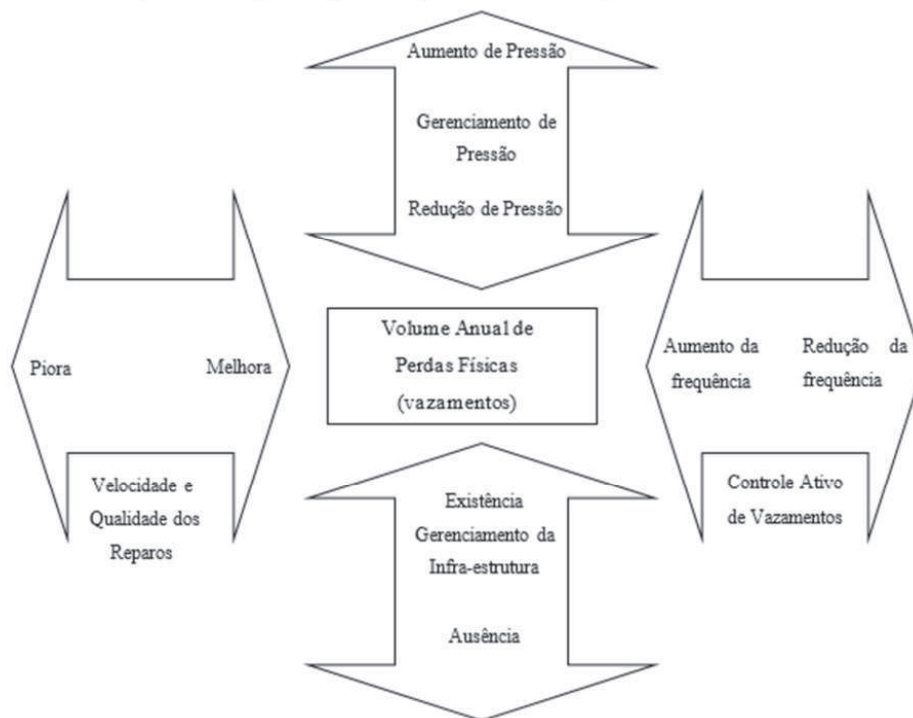 Aumento de Pressão
Gerenciamento de
Pressão
Redução de Pressão
Piora
Melhora
Volume Anual de
Perdas Físicas
(vazamentos)
Aumento da
frequência
Redução da
frequência
Velocidade e
Qualidade dos
Reparos
Existência
Gerenciamento da
Infra-estrutura
Ausência
Controle Ativo
de Vazamentos